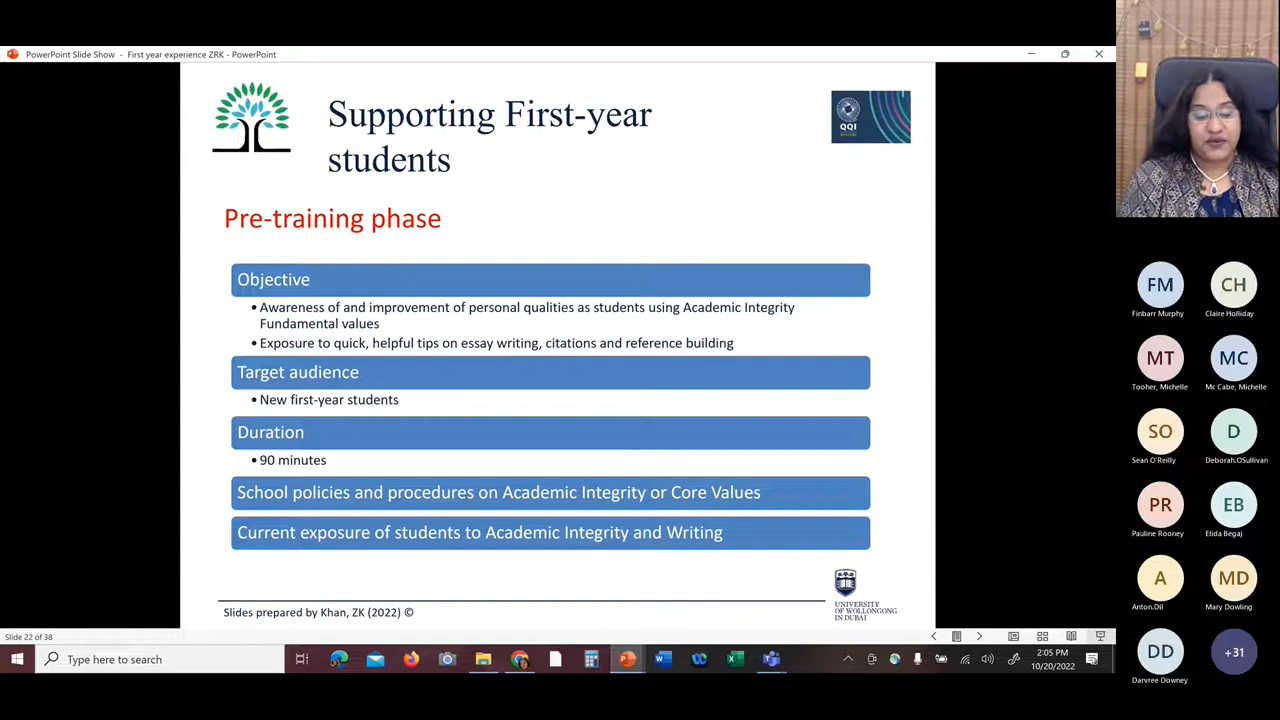 PowerPoint Slide Show - First year experience ZRK - PowerPoint
Supporting First-year
students
QQI
Pre-training phase
Objective
• Awareness of and improvement of personal qualities as students using Academic Integrity
Fundamental values
• Exposure to quick, helpful tips on essay writing, citations and reference building
Target audience
• New first-year students
Duration
• 90 minutes
School policies and procedures on Academic Integrity or Core Values
Current exposure of students to Academic Integrity and Writing
Slides prepared by Khan, ZK (2022) ©
UNIVERSITY
OF WOLLONGONG
IN DUBAI
Slide 22 of 38
Type here to search
2:05 PM
10/20/2022
FM
Finbarr Murphy
CH
Claire Holliday
MT
Tooher, Michelle
MC
Mc Cabe, Michelle
SO
Sean O'Reilly
D
Deborah.OSullivan
PR
Pauline Rooney
EB
Elida Begaj
A
Anton.Dil
MD
Mary Dowling
DD
Darvree Downey
+31